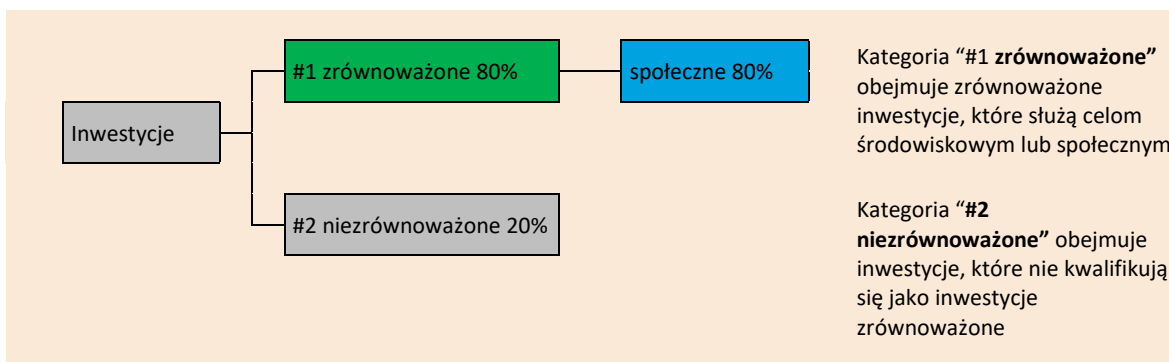 #1 zrównoważone 80%
społeczne 80%
Inwestycje
#2 niezrównoważone 20%
Kategoria “#1 zrównoważone”
obejmuje zrównoważone
inwestycje, które służą celom
środowiskowym lub społecznym
Kategoria “#2
niezrównoważone” obejmuje
inwestycje, które nie kwalifikują
się jako inwestycje
zrównoważone